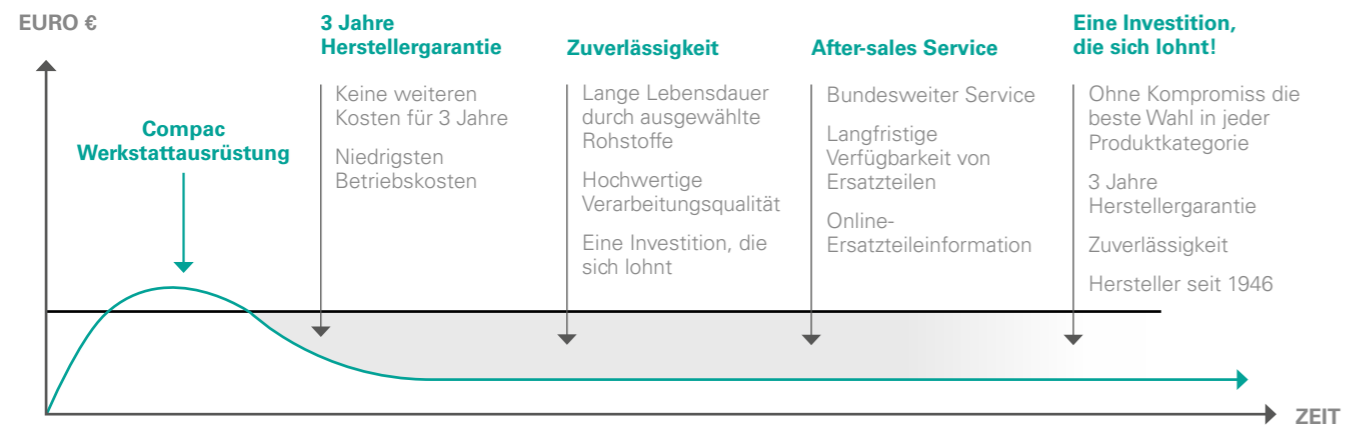 EURO €
Compac
Werkstattausrüstung
3 Jahre
Herstellergarantie
Keine weiteren
Kosten für 3 Jahre
Niedrigsten
Betriebskosten
Zuverlässigkeit
Lange Lebensdauer
durch ausgewählte
Rohstoffe
Hochwertige
Verarbeitungsqualität
Eine Investition, die
sich lohnt
After-sales Service
Bundesweiter Service
Langfristige
Verfügbarkeit von
Ersatzteilen
Online-
Ersatzteileinformation
Eine Investition,
die sich lohnt!
Ohne Kompromiss die
beste Wahl in jeder
Produktkategorie
3 Jahre
Herstellergarantie
Zuverlässigkeit
Hersteller seit 1946
ZEIT